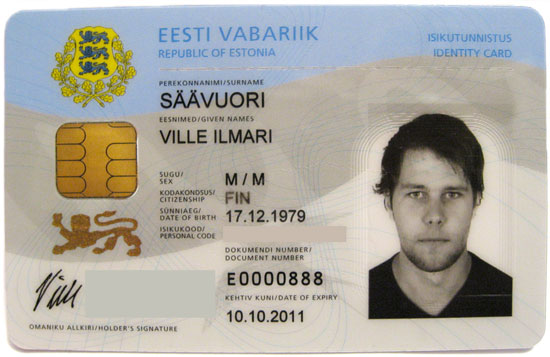 EESTI VABARIIK
REPUBLIC OF ESTONIA
ISIKUTUNNISTUS
IDENTITY CARD
PEREKONNANIMI/SURNAME
SÄÄVUORI
EESNIMED/GIVEN NAMES
VILLE ILMARI
SUGU/
SEX
M / M
KODAKONDSUS/
CITIZENSHIP
FIN
SÜNNIAEG/
DATE OF BIRTH
17.12.1979
ISIKUKOOD/
PERSONAL CODE
DOKUMENDI NUMBER/
DOCUMENT NUMBER
E0000888
KEHTIV KUNI/DATE OF EXPIRY
10.10.2011
OMANIKU ALLKIRI/HOLDER'S SIGNATURE